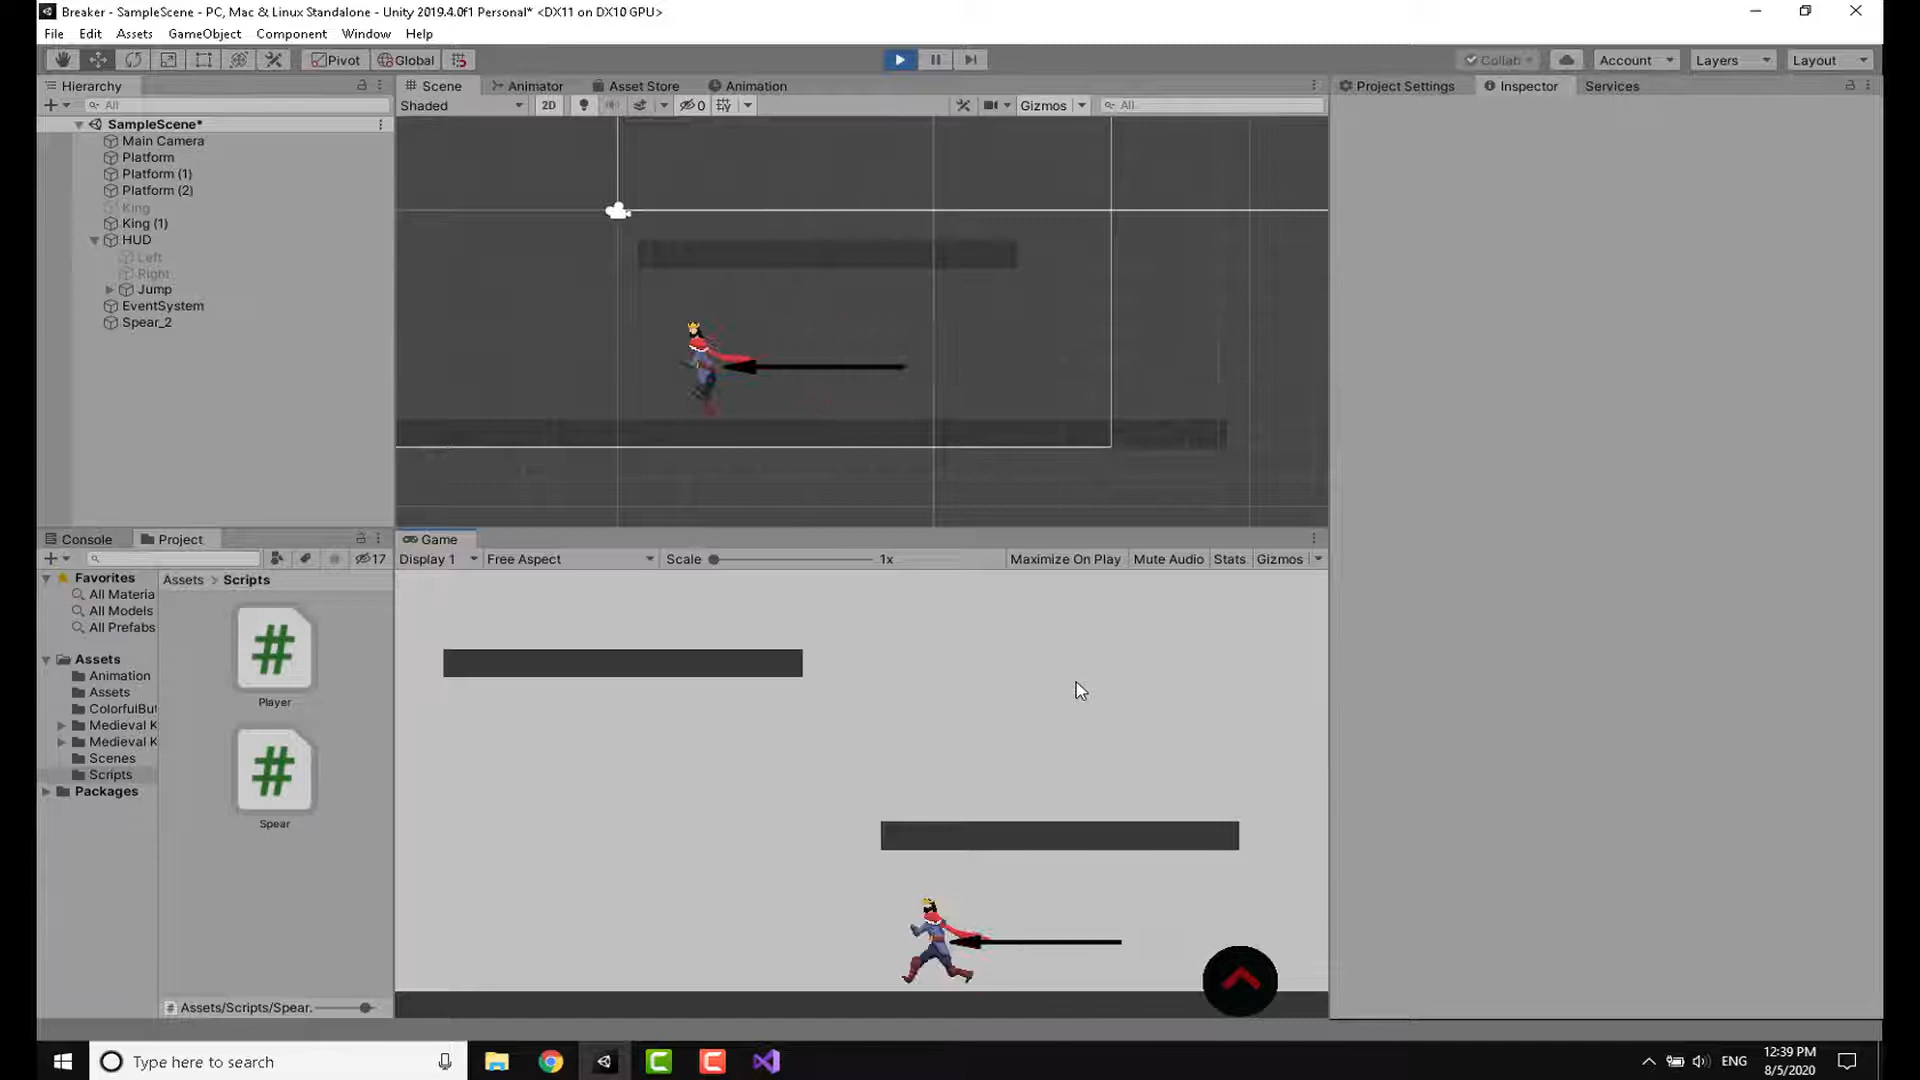 Breaker - SampleScene - PC, Mac & Linux Standalone - Unity 2019.4.0f1 Personal* <DX11 on DX10 GPU>
File Edit Assets GameObject Component Window Help
Pivot Global Collab Account Layers Layout
Hierarchy
All
SampleScene*
Main Camera
Platform
Platform (1)
Platform (2)
King
King (1)
HUD
Left
Right
Jump
EventSystem
Spear_2
Scene Animator Asset Store Animation
Shaded 2D 0 Gizmos All
Project Settings Inspector Services
Console Project
17
Favorites
All Materia
All Models
All Prefabs
Assets
Animation
Assets
ColorfulBut
Medieval K
Medieval K
Scenes
Scripts
Packages
Assets > Scripts
Player
Spear
Assets/Scripts/Spear.
Game
Display 1 Free Aspect Scale 1x Maximize On Play Mute Audio Stats Gizmos
Type here to search
ENG
12:39 PM
8/5/2020